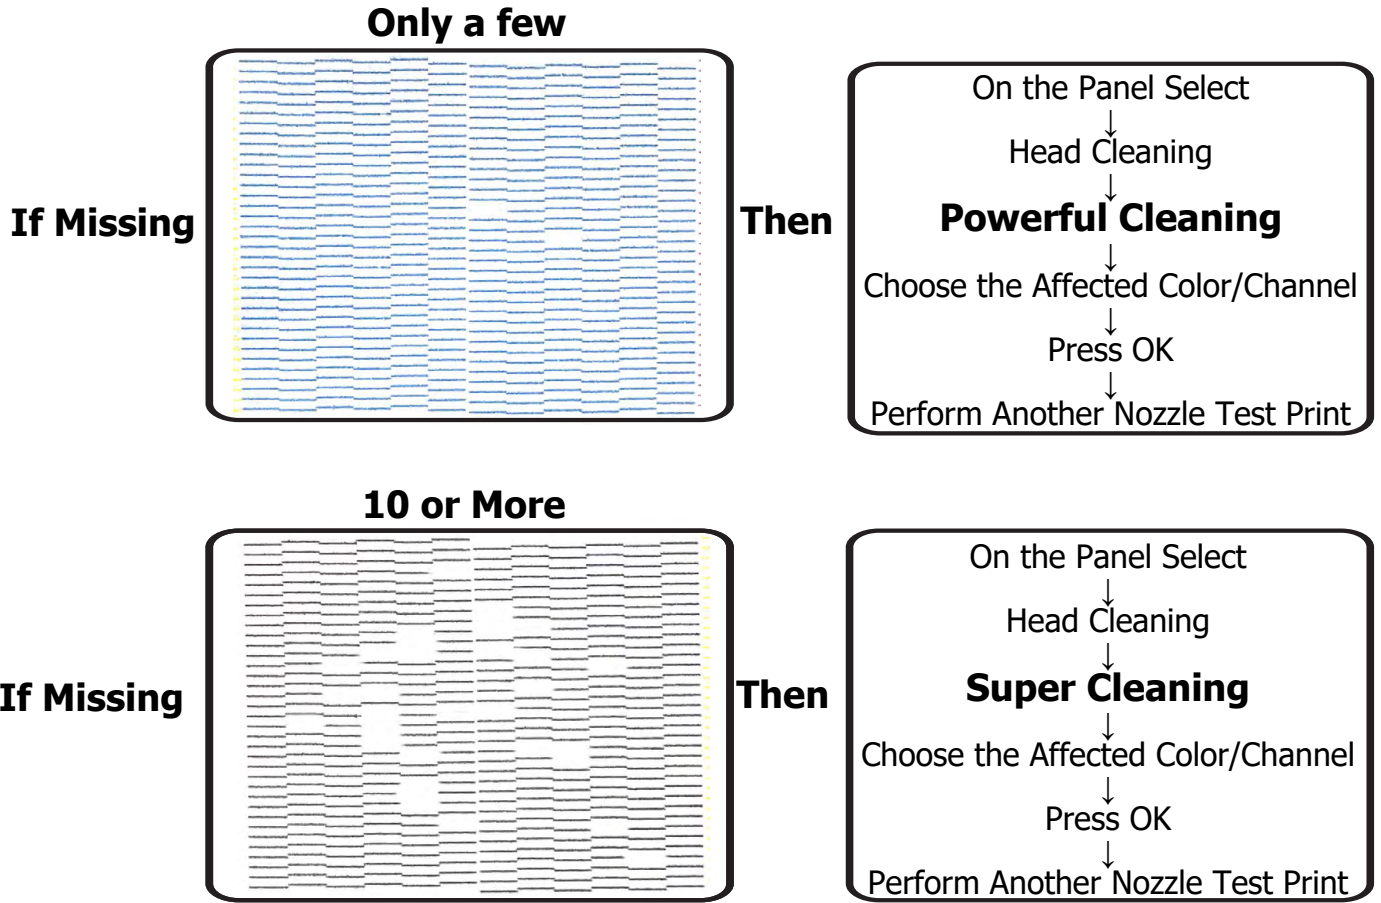 Only a few
If Missing
Then
On the Panel Select
↓
Head Cleaning
↓
Powerful Cleaning
↓
Choose the Affected Color/Channel
↓
Press OK
↓
Perform Another Nozzle Test Print
10 or More
If Missing
Then
On the Panel Select
↓
Head Cleaning
↓
Super Cleaning
↓
Choose the Affected Color/Channel
↓
Press OK
↓
Perform Another Nozzle Test Print